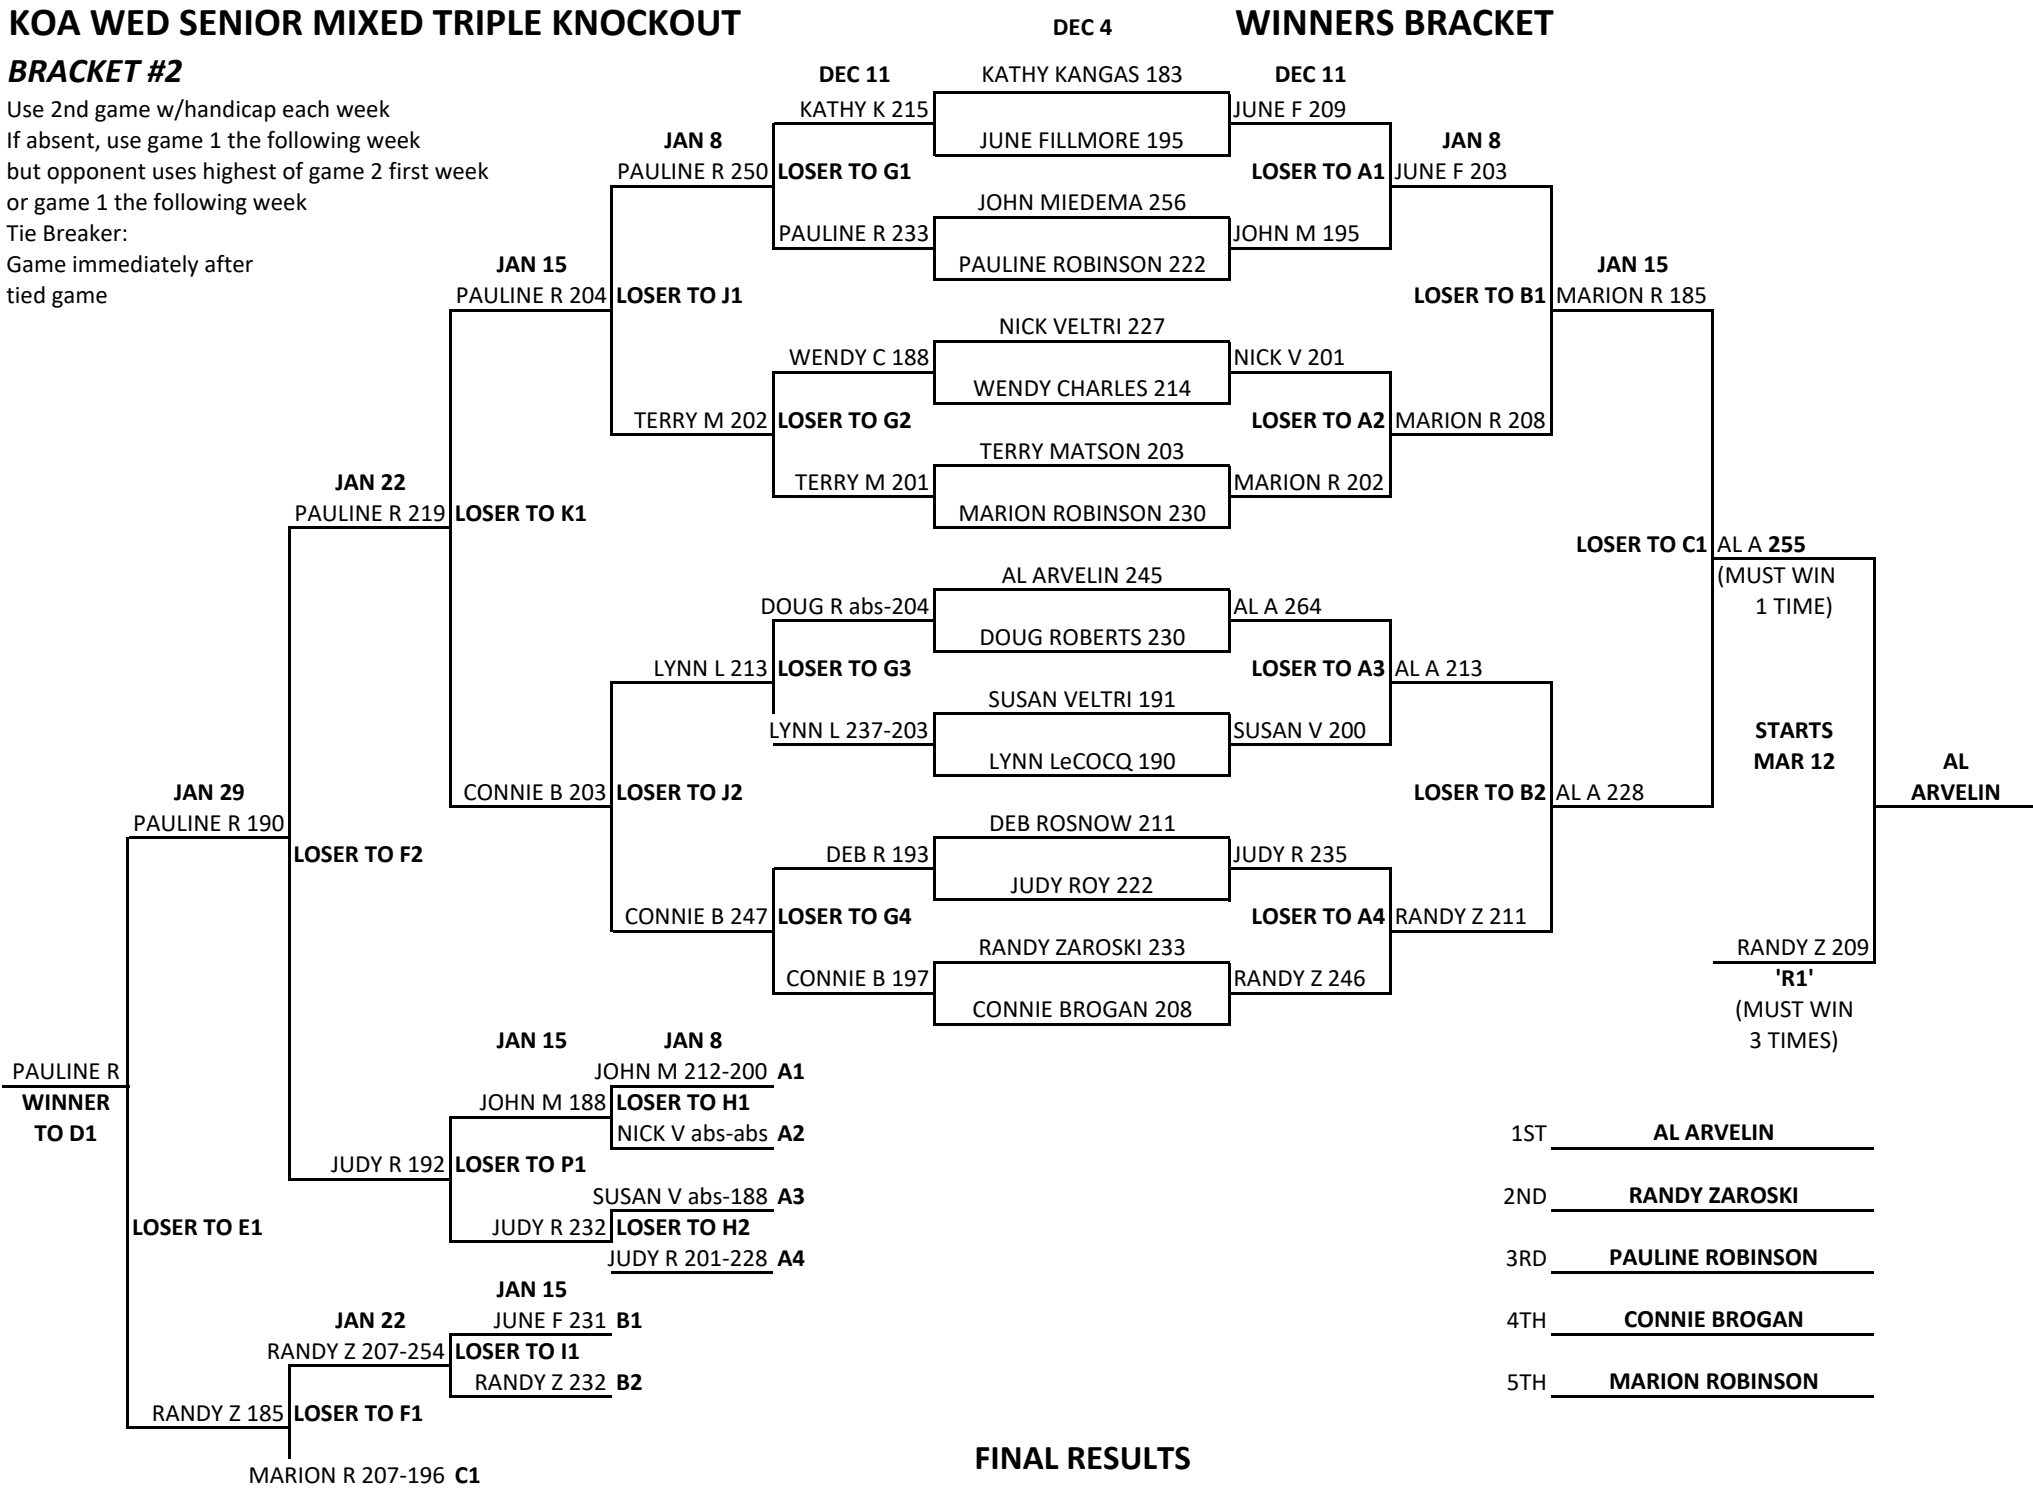 KOA WED SENIOR MIXED TRIPLE KNOCKOUT
DEC 4
WINNERS BRACKET
BRACKET #2
DEC 11
KATHY KANGAS 183
DEC 11
Use 2nd game w/handicap each week
KATHY K 215
JUNE F 209
If absent, use game 1 the following week
JAN 8
JUNE FILLMORE 195
JAN 8
but opponent uses highest of game 2 first week
PAULINE R 250
LOSER TO G1
LOSER TO A1
JUNE F 203
or game 1 the following week
JOHN MIEDEMA 256
Tie Breaker:
PAULINE R 233
JOHN M 195
Game immediately after
JAN 15
PAULINE ROBINSON 222
JAN 15
tied game
PAULINE R 204
LOSER TO J1
LOSER TO B1
MARION R 185
NICK VELTRI 227
WENDY C 188
NICK V 201
WENDY CHARLES 214
TERRY M 202
LOSER TO G2
LOSER TO A2
MARION R 208
TERRY MATSON 203
JAN 22
TERRY M 201
MARION R 202
PAULINE R 219
LOSER TO K1
MARION ROBINSON 230
LOSER TO C1
AL A 255
AL ARVELIN 245
(MUST WIN
DOUG R abs-204
AL A 264
1 TIME)
DOUG ROBERTS 230
LYNN L 213
LOSER TO G3
LOSER TO A3
AL A 213
SUSAN VELTRI 191
LYNN L 237-203
SUSAN V 200
STARTS
LYNN LeCOCQ 190
MAR 12
AL
JAN 29
CONNIE B 203
LOSER TO J2
LOSER TO B2
AL A 228
ARVELIN
PAULINE R 190
DEB ROSNOW 211
LOSER TO F2
DEB R 193
JUDY R 235
JUDY ROY 222
CONNIE B 247
LOSER TO G4
LOSER TO A4
RANDY Z 211
RANDY ZAROSKI 233
RANDY Z 209
CONNIE B 197
RANDY Z 246
'R1'
CONNIE BROGAN 208
(MUST WIN
JAN 15
JAN 8
3 TIMES)
PAULINE R
JOHN M 212-200 A1
WINNER
JOHN M 188
LOSER TO H1
TO D1
NICK V abs-abs A2
1ST
AL ARVELIN
JUDY R 192
LOSER TO P1
SUSAN V abs-188 A3
2ND
RANDY ZAROSKI
LOSER TO E1
JUDY R 232
LOSER TO H2
JUDY R 201-228 A4
3RD
PAULINE ROBINSON
JAN 15
JAN 22
JUNE F 231 B1
4TH
CONNIE BROGAN
RANDY Z 207-254
LOSER TO I1
RANDY Z 232 B2
5TH
MARION ROBINSON
RANDY Z 185
LOSER TO F1
FINAL RESULTS
MARION R 207-196 C1